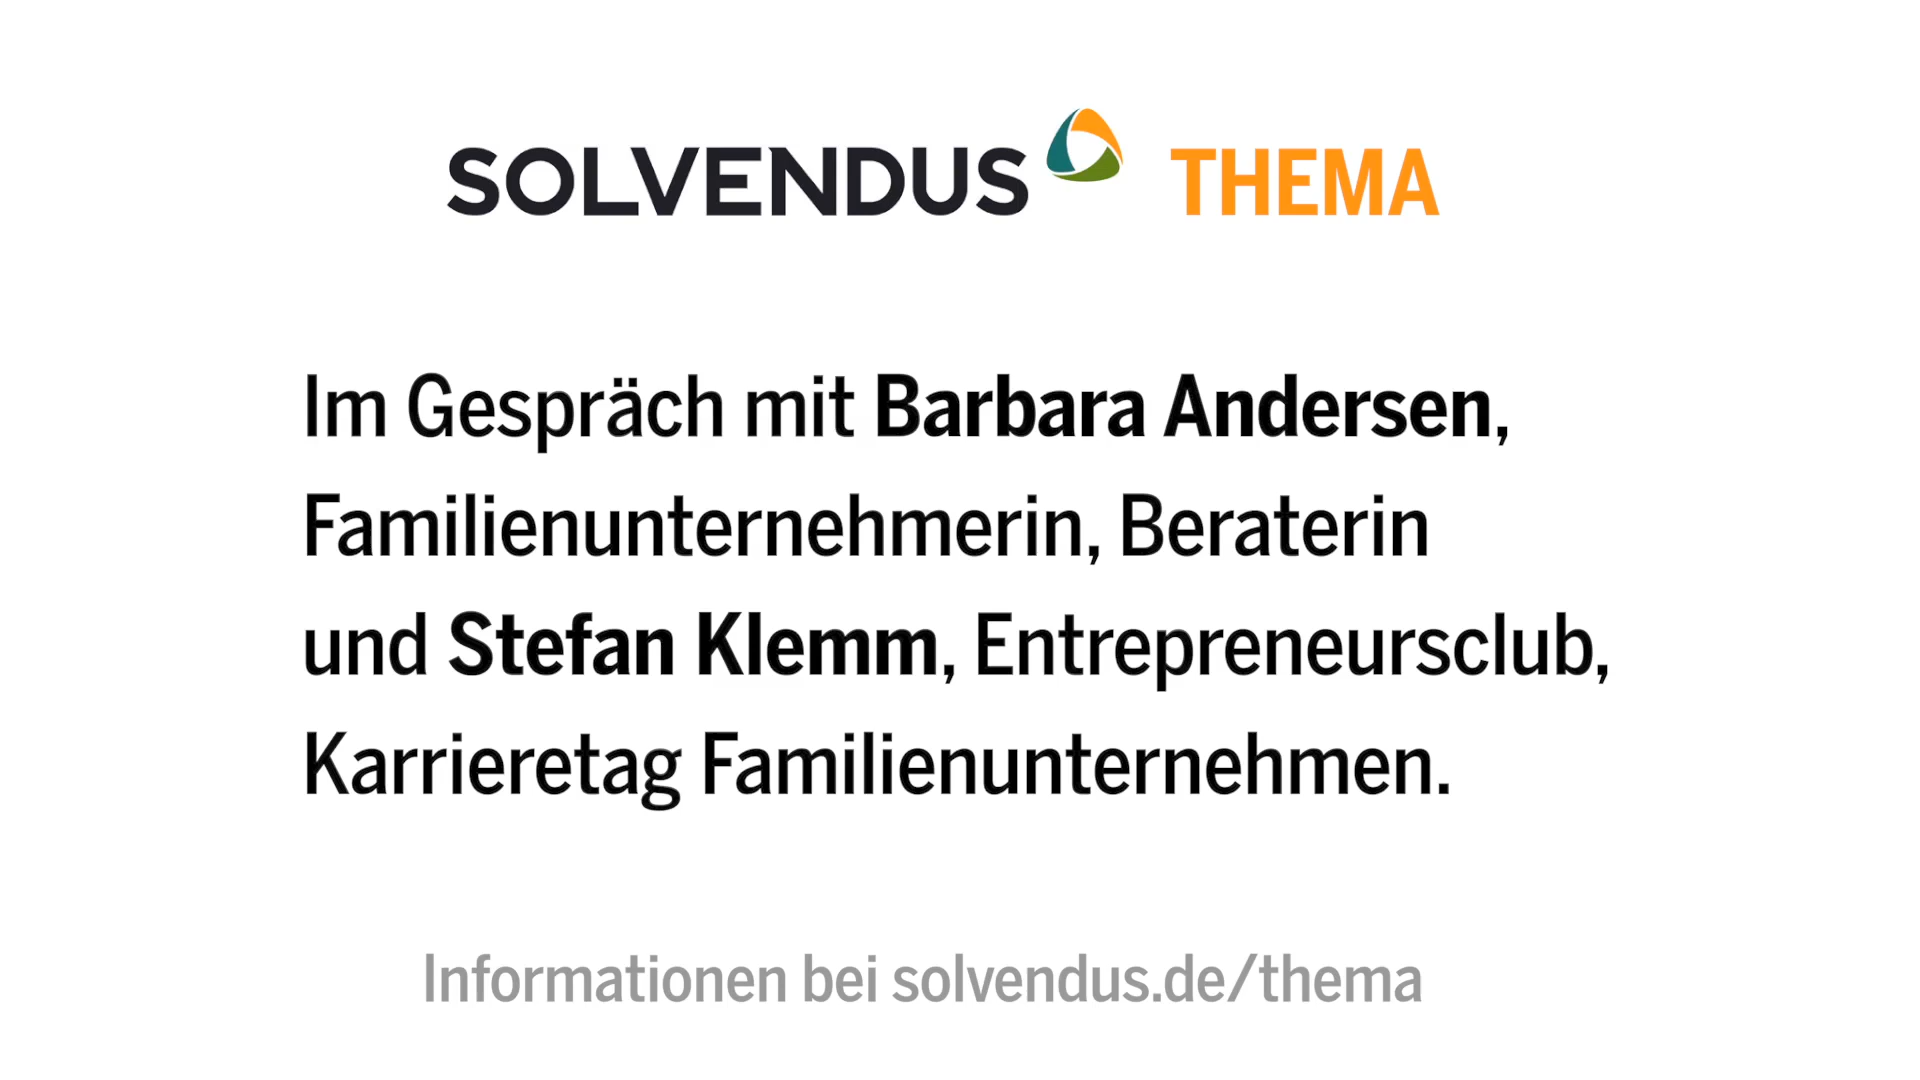 SOLVENDUS THEMA
Im Gespräch mit Barbara Andersen,
Familienunternehmerin, Beraterin
und Stefan Klemm, Entrepreneursclub,
Karrieretag Familienunternehmen.
Informationen bei solvendus.de/thema